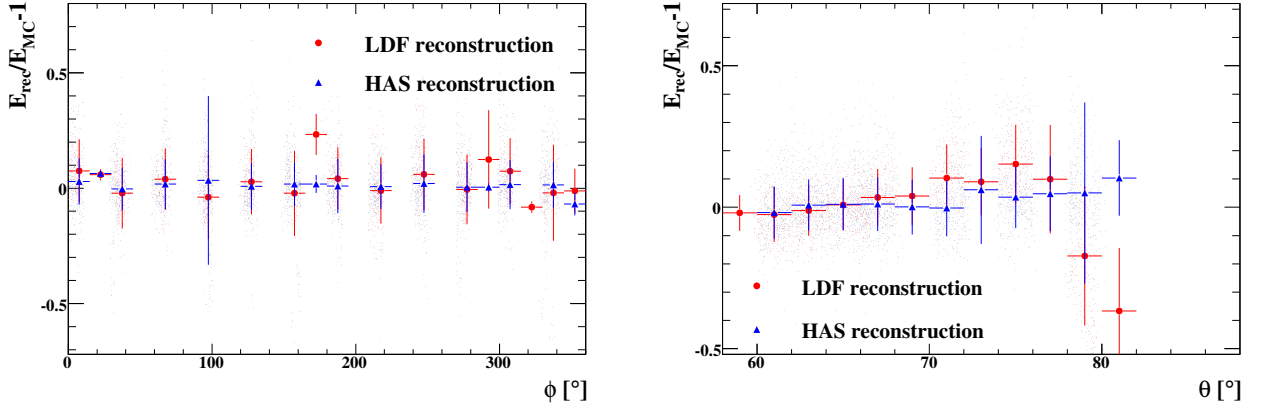 E_rec/E_MC-1
LDF reconstruction
HAS reconstruction
0.5
0
-0.5
0 100 200 300
ϕ [°]
E_rec/E_MC-1
0.5
0
-0.5
LDF reconstruction
HAS reconstruction
60 70 80
θ [°]